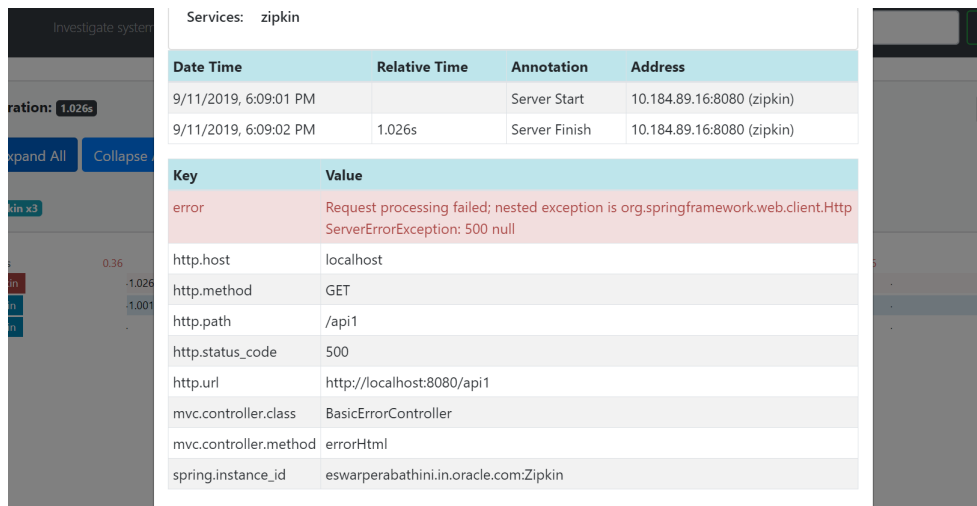 Services: zipkin
Investigate system
Date Time Relative Time Annotation Address
9/11/2019, 6:09:01 PM Server Start 10.184.89.16:8080 (zipkin)
ration: 1.026s
9/11/2019, 6:09:02 PM 1.026s Server Finish 10.184.89.16:8080 (zipkin)
xpand All Collapse
Key Value
kin x3
error Request processing failed; nested exception is org.springframework.web.client.Http
ServerErrorException: 500 null
http.host localhost
0.36
in 1.026
http.method GET
in 1.001
http.path /api1
in
http.status_code 500
http.url http://localhost:8080/api1
mvc.controller.class BasicErrorController
mvc.controller.method errorHtml
spring.instance_id eswarperabathini.in.oracle.com:Zipkin